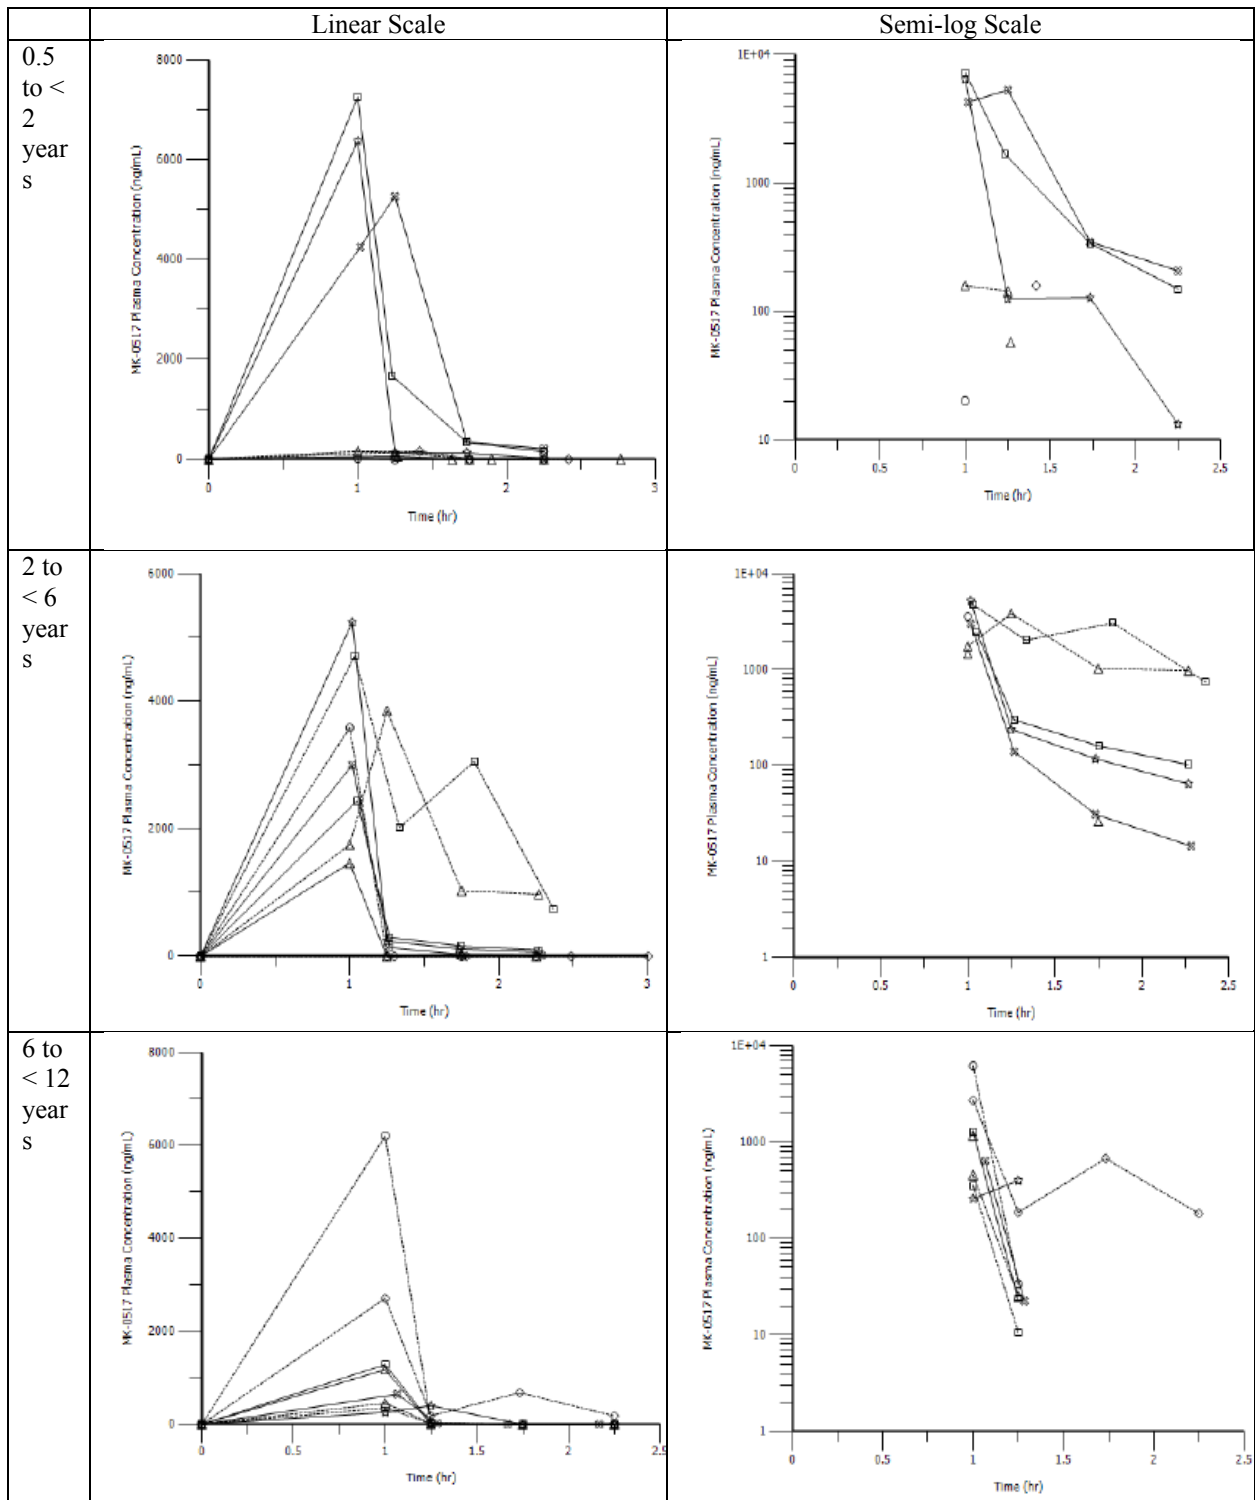 Linear Scale
Semi-log Scale
0.5
to <
2
year
s
8000
6000
4000
2000
0
MK-0517 Plasma Concentration (ng/mL)
0 1 2 3
Time (hr)
1E+04
1000
100
10
MK-0517 Plasma Concentration (ng/mL)
0 0.5 1 1.5 2 2.5
Time (hr)
2 to
< 6
year
s
6000
4000
2000
0
MK-0517 Plasma Concentration (ng/mL)
0 1 2 3
Time (hr)
1E+04
1000
100
10
1
MK-0517 Plasma Concentration (ng/mL)
0 0.5 1 1.5 2 2.5
Time (hr)
6 to
< 12
year
s
8000
6000
4000
2000
0
MK-0517 Plasma Concentration (ng/mL)
0 0.5 1 1.5 2 2.5
Time (hr)
1E+04
1000
100
10
1
MK-0517 Plasma Concentration (ng/mL)
0 0.5 1 1.5 2 2.5
Time (hr)